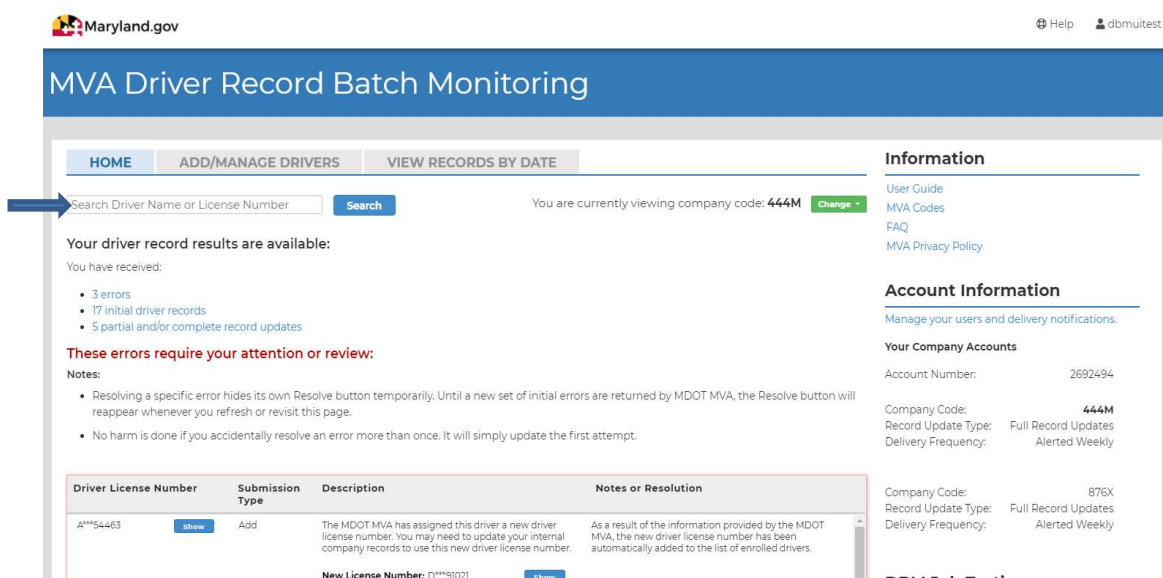 Maryland.gov
Help
dbmuitest
MVA Driver Record Batch Monitoring
HOME
ADD/MANAGE DRIVERS
VIEW RECORDS BY DATE
Search Driver Name or License Number
Search
You are currently viewing company code: 444M
Change
Your driver record results are available:
You have received:
3 errors
17 initial driver records
5 partial and/or complete record updates
These errors require your attention or review:
Notes:
Resolving a specific error hides its own Resolve button temporarily. Until a new set of initial errors are returned by MDOT MVA, the Resolve button will
reappear whenever you refresh or revisit this page.
No harm is done if you accidentally resolve an error more than once. It will simply update the first attempt.
Driver License Number
Submission
Type
Description
Notes or Resolution
A***54463
Show
Add
The MDOT MVA has assigned this driver a new driver
license number. You may need to update your internal
company records to use this new driver license number.
New License Number: D***91021
Show
As a result of the information provided by the MDOT
MVA, the new driver license number has been
automatically added to the list of enrolled drivers.
Information
User Guide
MVA Codes
FAQ
MVA Privacy Policy
Account Information
Manage your users and delivery notifications.
Your Company Accounts
Account Number: 2692494
Company Code: 444M
Record Update Type: Full Record Updates
Delivery Frequency: Alerted Weekly
Company Code: 876X
Record Update Type: Full Record Updates
Delivery Frequency: Alerted Weekly